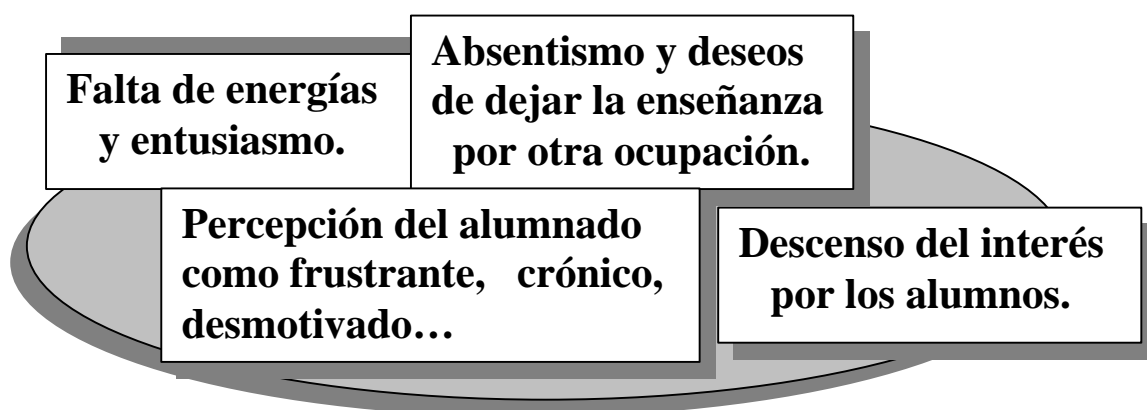 Falta de energías
y entusiasmo.
Absentismo y deseos
de dejar la enseñanza
por otra ocupación.
Percepción del alumnado
como frustrante, crónico,
desmotivado…
Descenso del interés
por los alumnos.